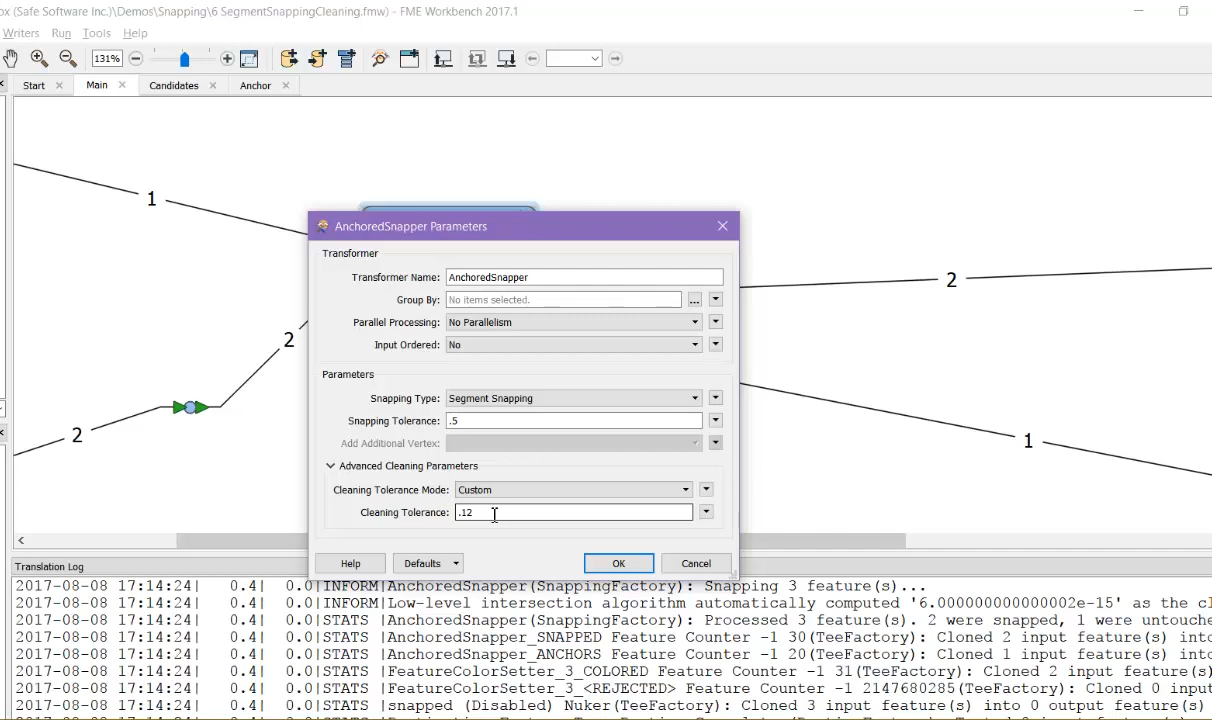 ox (Safe Software Inc.)\Demos\Snapping\6 SegmentSnappingCleaning.fmw) - FME Workbench 2017.1
Writers Run Tools Help
131%
Start Main Candidates Anchor
1
2
2
2
1
AnchoredSnapper Parameters
Transformer
Transformer Name: AnchoredSnapper
Group By: No items selected. ...
Parallel Processing: No Parallelism
Input Ordered: No
Parameters
Snapping Type: Segment Snapping
Snapping Tolerance: .5
Add Additional Vertex:
Advanced Cleaning Parameters
Cleaning Tolerance Mode: Custom
Cleaning Tolerance: .12
Help Defaults OK Cancel
Translation Log
2017-08-08 17:14:24| 0.4| 0.0|INFORM|AnchoredSnapper(SnappingFactory): Snapping 3 feature(s)...
2017-08-08 17:14:24| 0.4| 0.0|INFORM|Low-level intersection algorithm automatically computed '6.000000000000002e-15' as the cl
2017-08-08 17:14:24| 0.4| 0.0|STATS |AnchoredSnapper(SnappingFactory): Processed 3 feature(s). 2 were snapped, 1 were untouche
2017-08-08 17:14:24| 0.4| 0.0|STATS |AnchoredSnapper_SNAPPED Feature Counter -1 30(TeeFactory): Cloned 2 input feature(s) into
2017-08-08 17:14:24| 0.4| 0.0|STATS |AnchoredSnapper_ANCHORS Feature Counter -1 20(TeeFactory): Cloned 1 input feature(s) into
2017-08-08 17:14:24| 0.4| 0.0|STATS |FeatureColorSetter_3_COLORED Feature Counter -1 31(TeeFactory): Cloned 2 input feature(s)
2017-08-08 17:14:24| 0.4| 0.0|STATS |FeatureColorSetter_3_<REJECTED> Feature Counter -1 2147680285(TeeFactory): Cloned 0 input
2017-08-08 17:14:24| 0.4| 0.0|STATS |snapped (Disabled) Nuker(TeeFactory): Cloned 3 input feature(s) into 0 output feature(s)